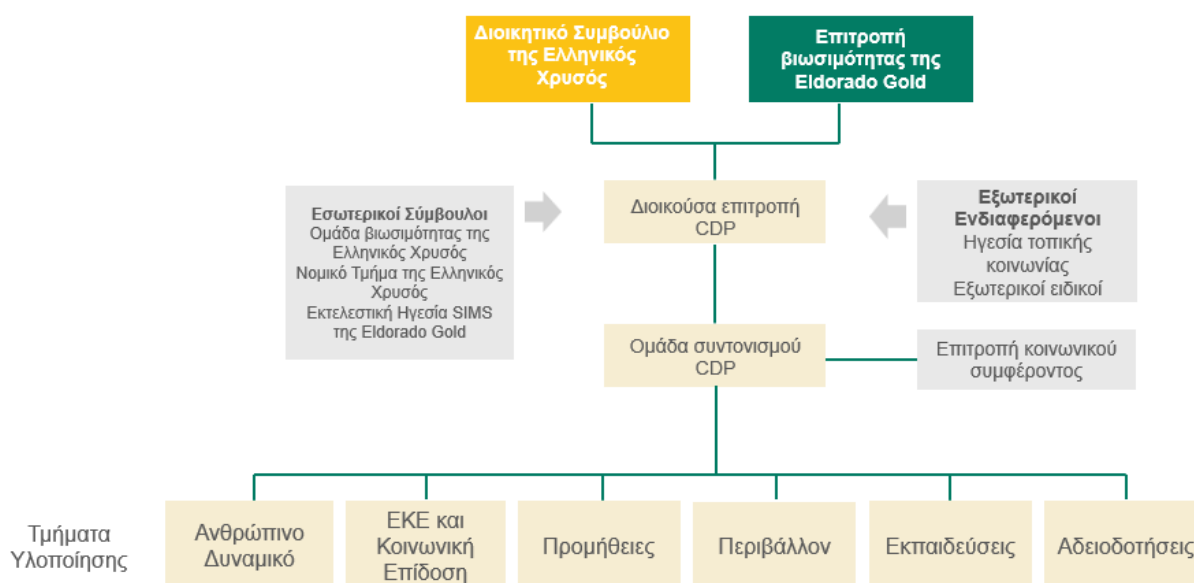 Διοικητικό Συμβούλιο
της Ελληνικός
Χρυσός
Επιτροπή
βιωσιμότητας της
Eldorado Gold
Εσωτερικοί Σύμβουλοι
Ομάδα βιωσιμότητας της
Ελληνικός Χρυσός
Νομικό Τμήμα της Ελληνικός
Χρυσός
Εκτελεστική Ηγεσία SIMS
της Eldorado Gold
Διοικούσα επιτροπή
CDP
Εξωτερικοί
Ενδιαφερόμενοι
Ηγεσία τοπικής
κοινωνίας
Εξωτερικοί ειδικοί
Ομάδα συντονισμού
CDP
Επιτροπή κοινωνικού
συμφέροντος
Τμήματα
Υλοποίησης
Ανθρώπινο
Δυναμικό
ΕΚΕ και
Κοινωνική
Επίδοση
Προμήθειες
Περιβάλλον
Εκπαιδεύσεις
Αδειοδοτήσεις